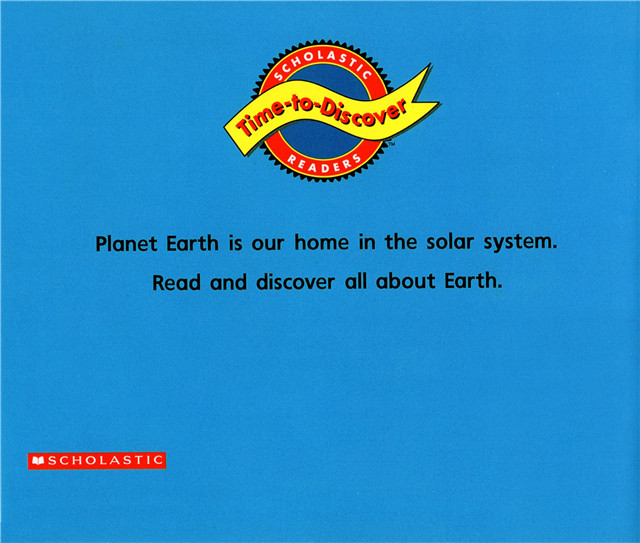 SCHOLASTIC
Time-to-Discover
READERS™
Planet Earth is our home in the solar system.
Read and discover all about Earth.
SCHOLASTIC